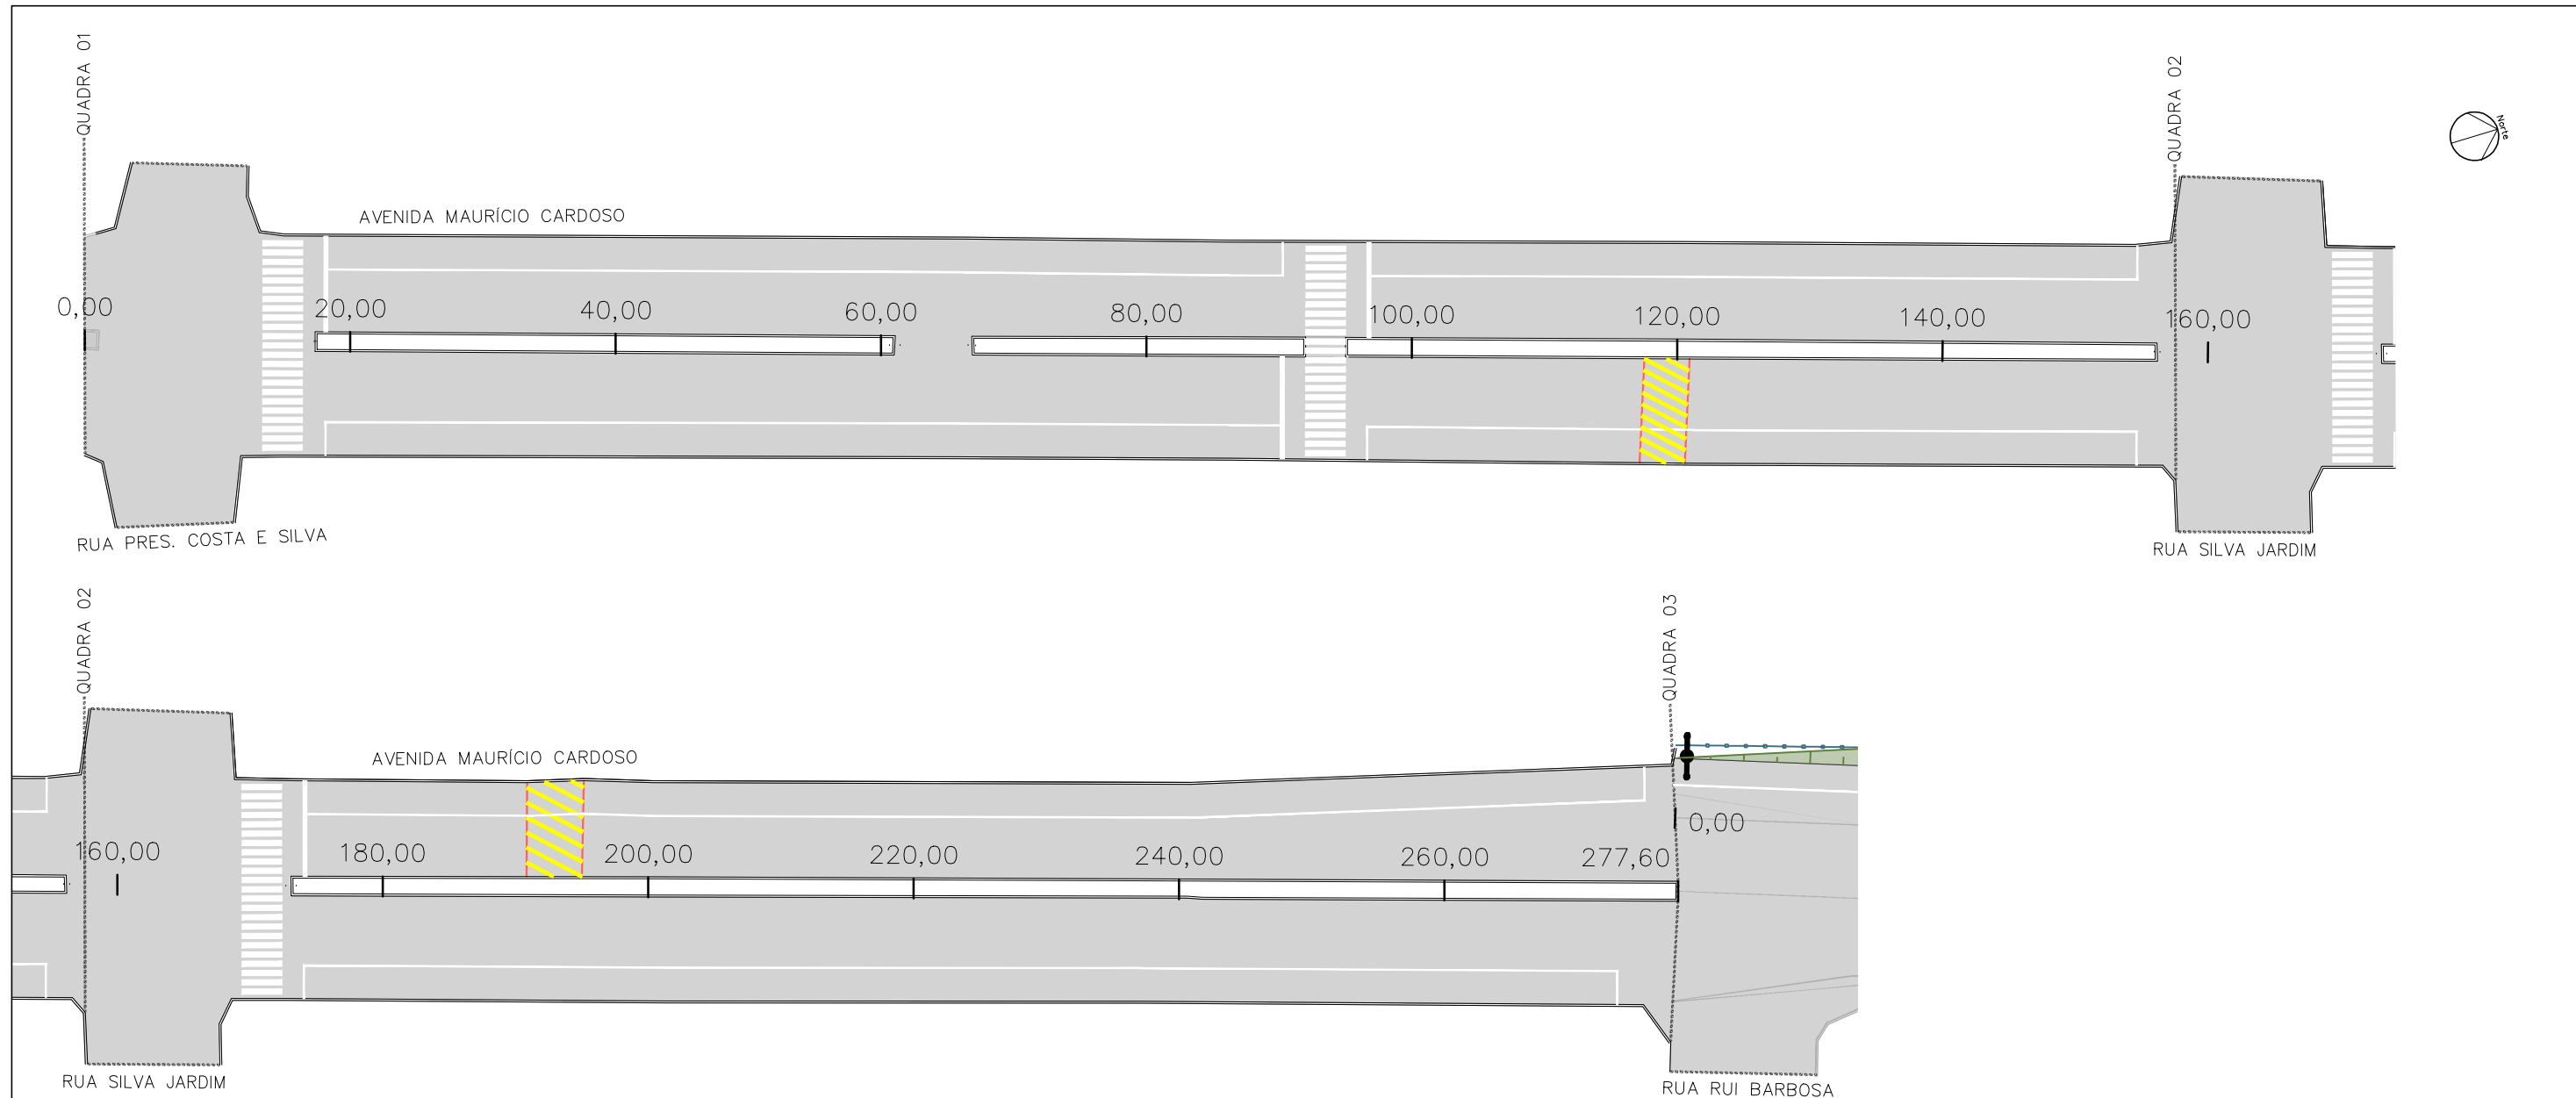 QUADRA 01
QUADRA 02
Norte
AVENIDA MAURÍCIO CARDOSO
0,00
20,00
40,00
60,00
80,00
100,00
120,00
140,00
160,00
RUA PRES. COSTA E SILVA
RUA SILVA JARDIM
QUADRA 02
QUADRA 03
AVENIDA MAURÍCIO CARDOSO
160,00
180,00
200,00
220,00
240,00
260,00
277,60
0,00
RUA SILVA JARDIM
RUA RUI BARBOSA